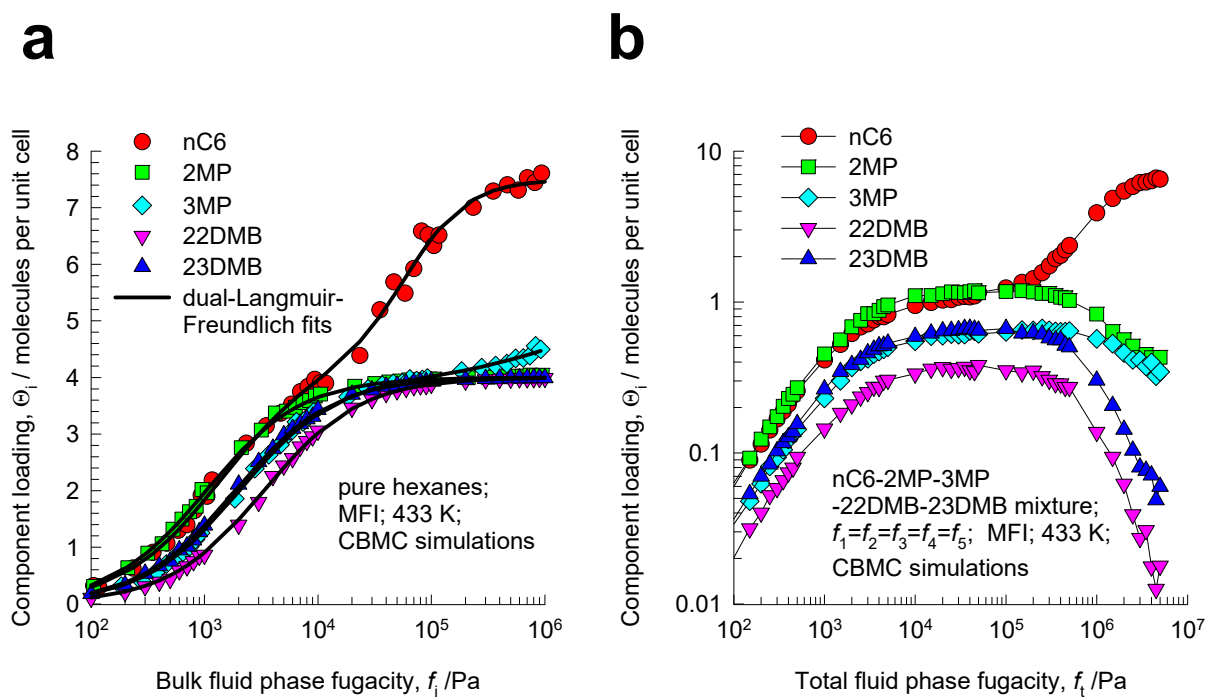 a
Component loading, Θi / molecules per unit cell
8
7
6
5
4
3
2
1
0
nC6
2MP
3MP
22DMB
23DMB
dual-Langmuir-
Freundlich fits
pure hexanes;
MFI; 433 K;
CBMC simulations
10² 10³ 10⁴ 10⁵ 10⁶
Bulk fluid phase fugacity, fi /Pa
b
Component loading, Θi / molecules per unit cell
10
1
0.1
0.01
nC6
2MP
3MP
22DMB
23DMB
nC6-2MP-3MP
-22DMB-23DMB mixture;
f1=f2=f3=f4=f5; MFI; 433 K;
CBMC simulations
10² 10³ 10⁴ 10⁵ 10⁶ 10⁷
Total fluid phase fugacity, ft /Pa